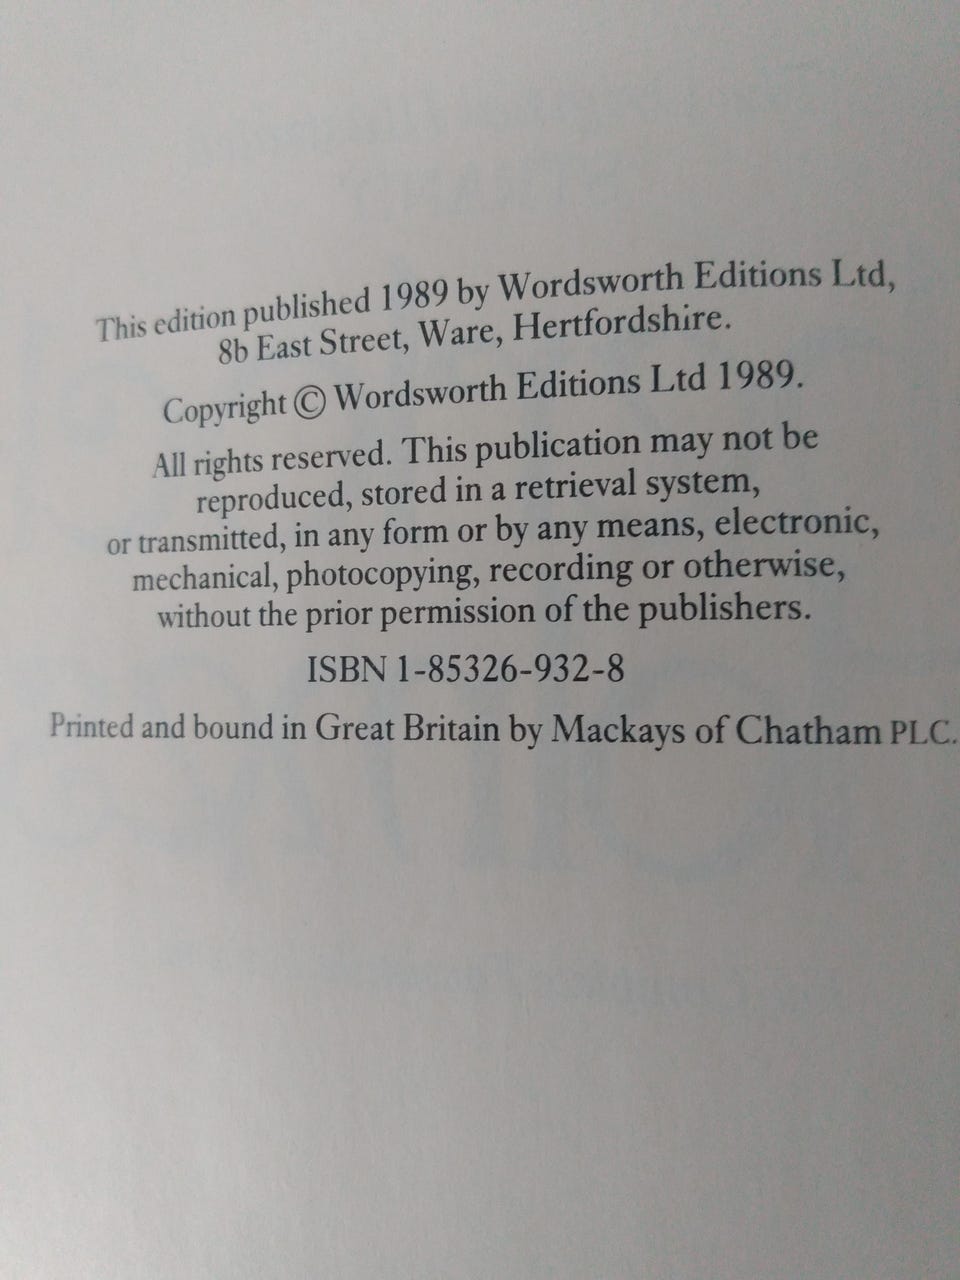 This edition published 1989 by Wordsworth Editions Ltd,
8b East Street, Ware, Hertfordshire.
Copyright © Wordsworth Editions Ltd 1989.
All rights reserved. This publication may not be
reproduced, stored in a retrieval system,
or transmitted, in any form or by any means, electronic,
mechanical, photocopying, recording or otherwise,
without the prior permission of the publishers.
ISBN 1-85326-932-8
Printed and bound in Great Britain by Mackays of Chatham PLC.